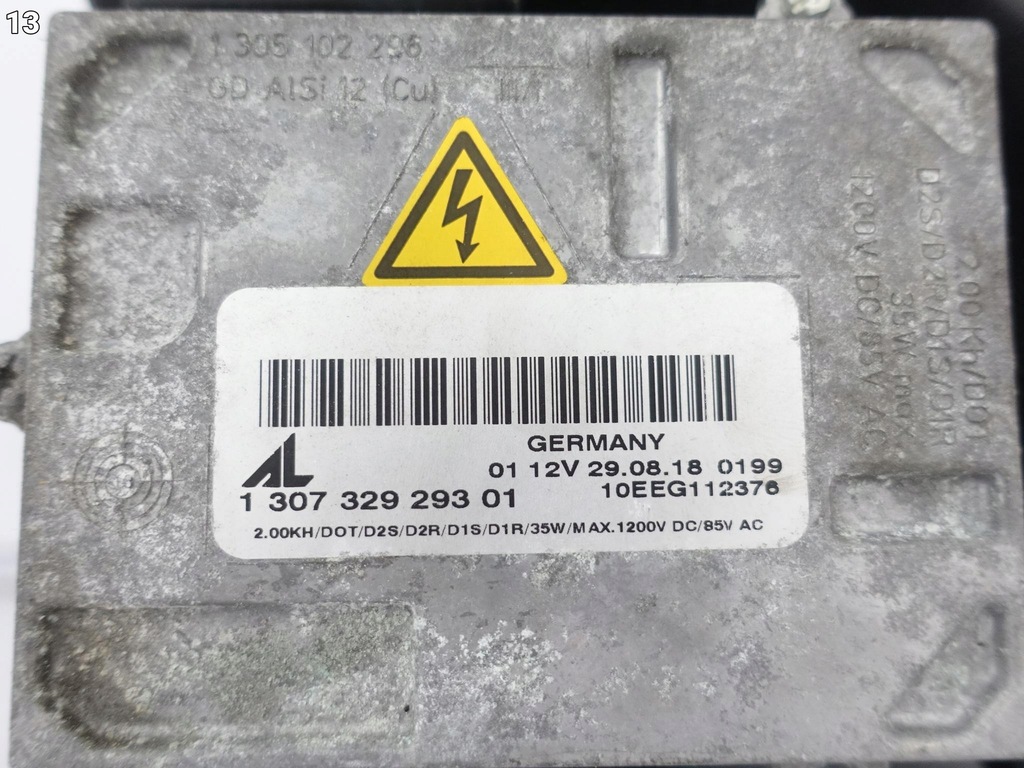 13
1 305 102 296
GD AlSi 12 (Cu)
D2S/D2R/D1S/D1R
1200V DC/85V AC
2.00Kh/DOT
35W max
AL
GERMANY
01 12V 29.08.18 0199
1 307 329 293 01
10EEG112376
2.00KH/DOT/D2S/D2R/D1S/D1R/35W/MAX.1200V DC/85V AC